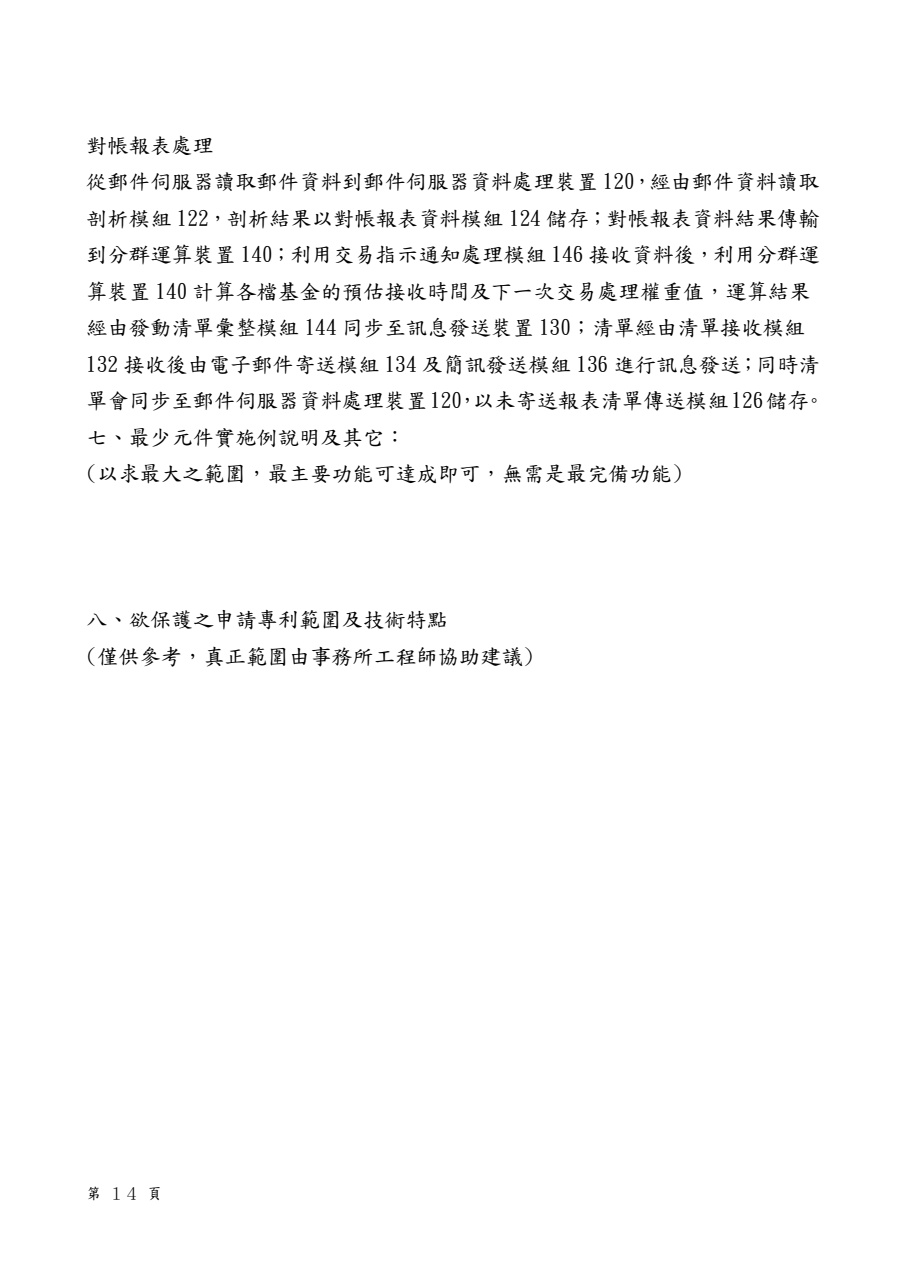 對帳報表處理
從郵件伺服器讀取郵件資料到郵件伺服器資料處理裝置 120，經由郵件資料讀取
剖析模組 122，剖析結果以對帳報表資料模組 124 儲存；對帳報表資料結果傳輸
到分群運算裝置 140；利用交易指示通知處理模組 146 接收資料後，利用分群運
算裝置 140 計算各檔基金的預估接收時間及下一次交易處理權重值，運算結果
經由發動清單彙整模組 144 同步至訊息發送裝置 130；清單經由清單接收模組
132 接收後由電子郵件寄送模組 134 及簡訊發送模組 136 進行訊息發送；同時清
單會同步至郵件伺服器資料處理裝置 120，以未寄送報表清單傳送模組 126 儲存。
七、最少元件實施例說明及其它：
(以求最大之範圍，最主要功能可達成即可，無需是最完備功能)
八、欲保護之申請專利範圍及技術特點
(僅供參考，真正範圍由事務所工程師協助建議)
第 14 頁